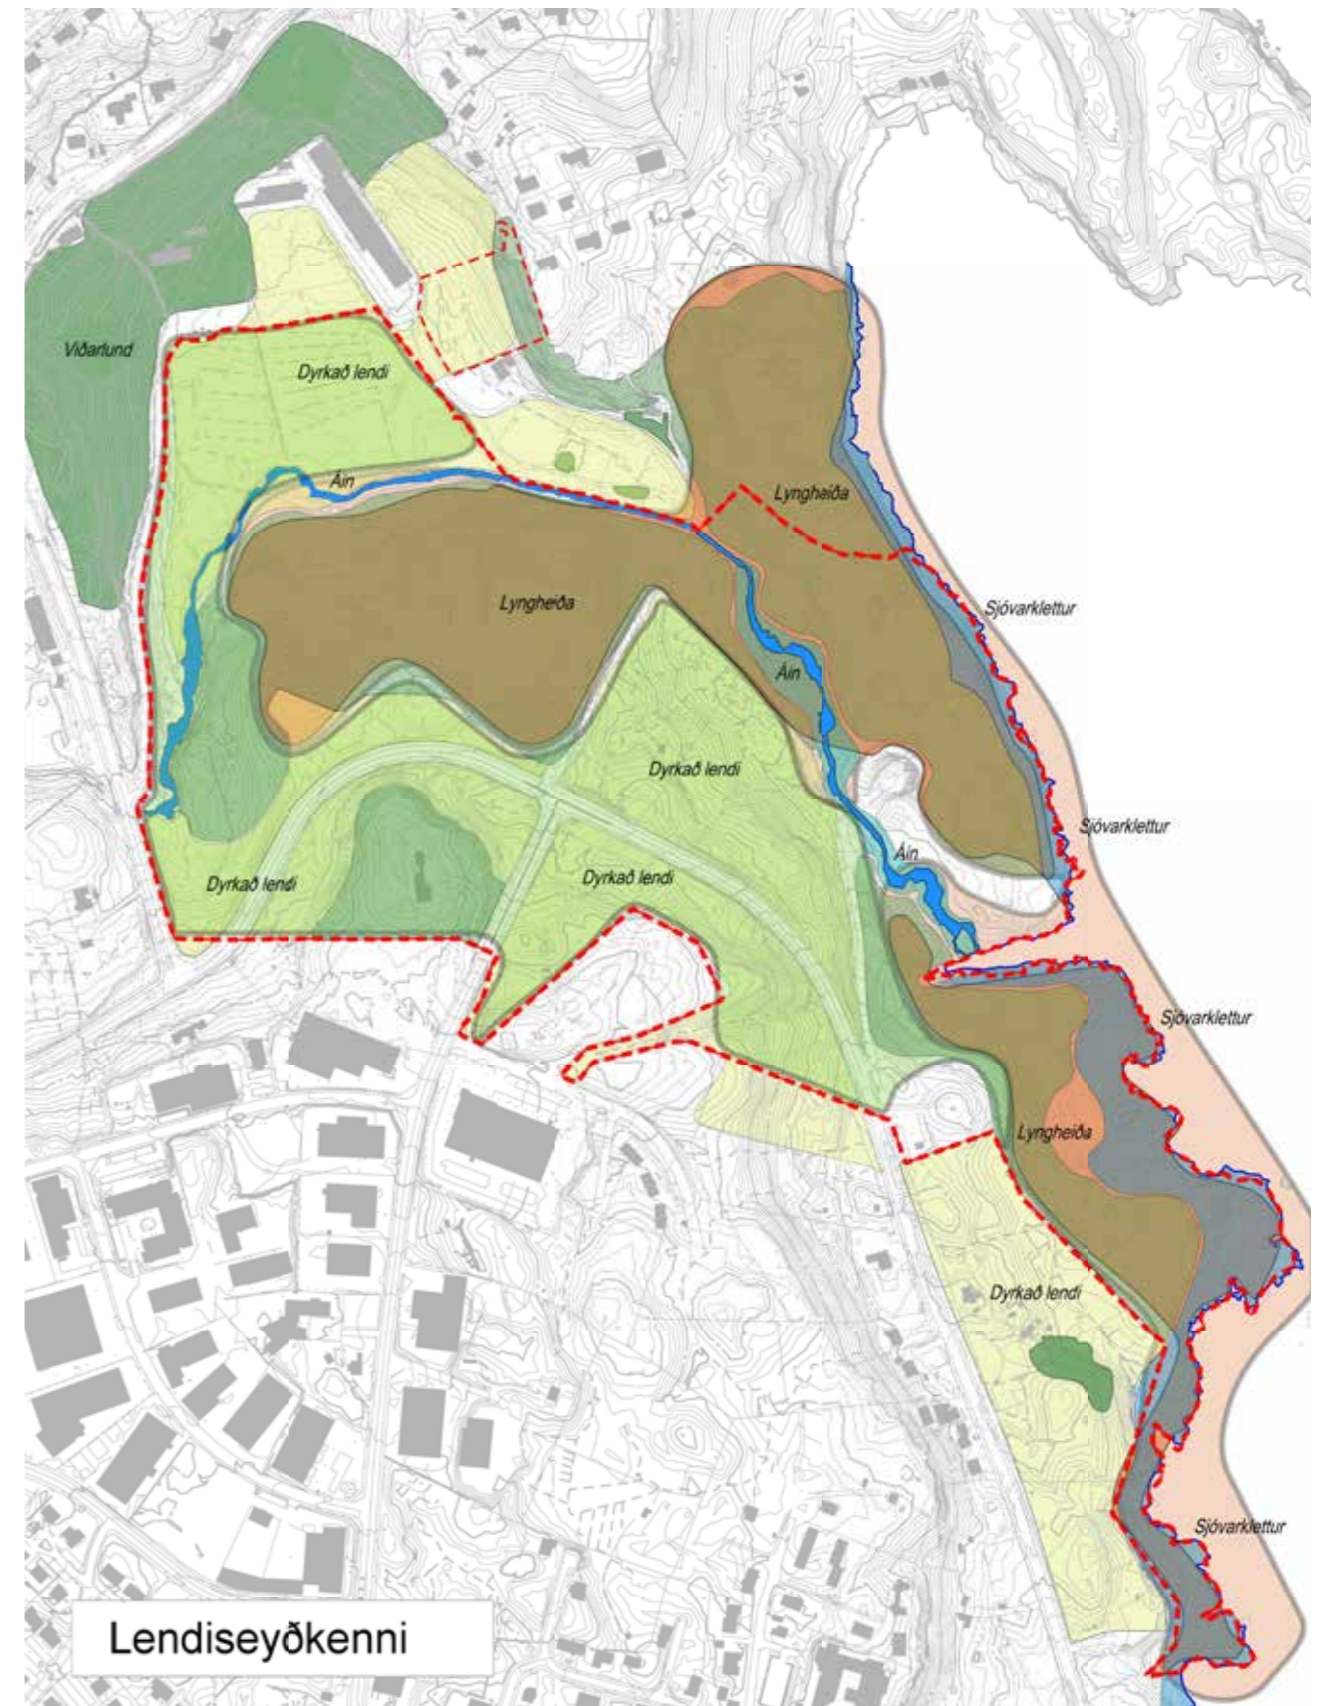 Viðarlund
Dyrkað lendi
Áin
Lyngheiða
Lyngheiða
Sjóvarklettur
Áin
Dyrkað lendi
Sjóvarklettur
Áin
Dyrkað lendi
Dyrkað lendi
Sjóvarklettur
Lyngheiða
Dyrkað lendi
Sjóvarklettur
Lendiseyðkenni